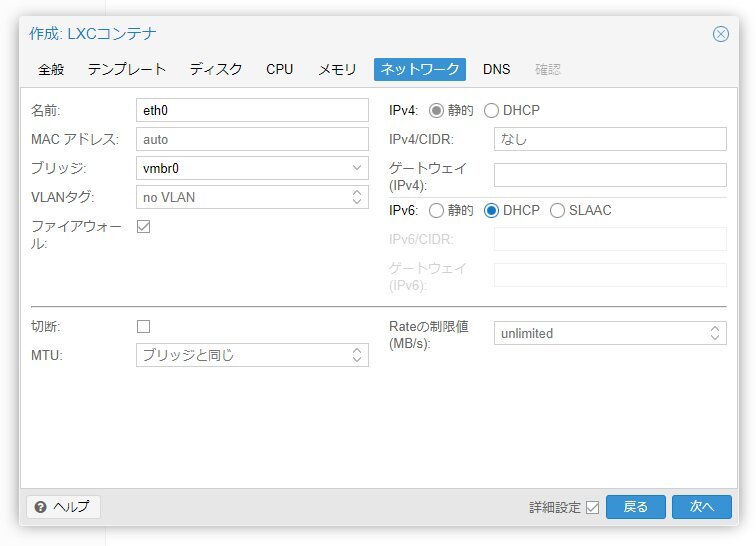 作成: LXCコンテナ
全般 テンプレート ディスク CPU メモリ ネットワーク DNS 確認
名前: eth0
MAC アドレス: auto
ブリッジ: vmbr0
VLANタグ: no VLAN
ファイアウォー
ル:
IPv4: 静的 DHCP
IPv4/CIDR: なし
ゲートウェイ
(IPv4):
IPv6: 静的 DHCP SLAAC
IPv6/CIDR:
ゲートウェイ
(IPv6):
切断:
MTU: ブリッジと同じ
Rateの制限値
(MB/s): unlimited
ヘルプ 詳細設定 戻る 次へ